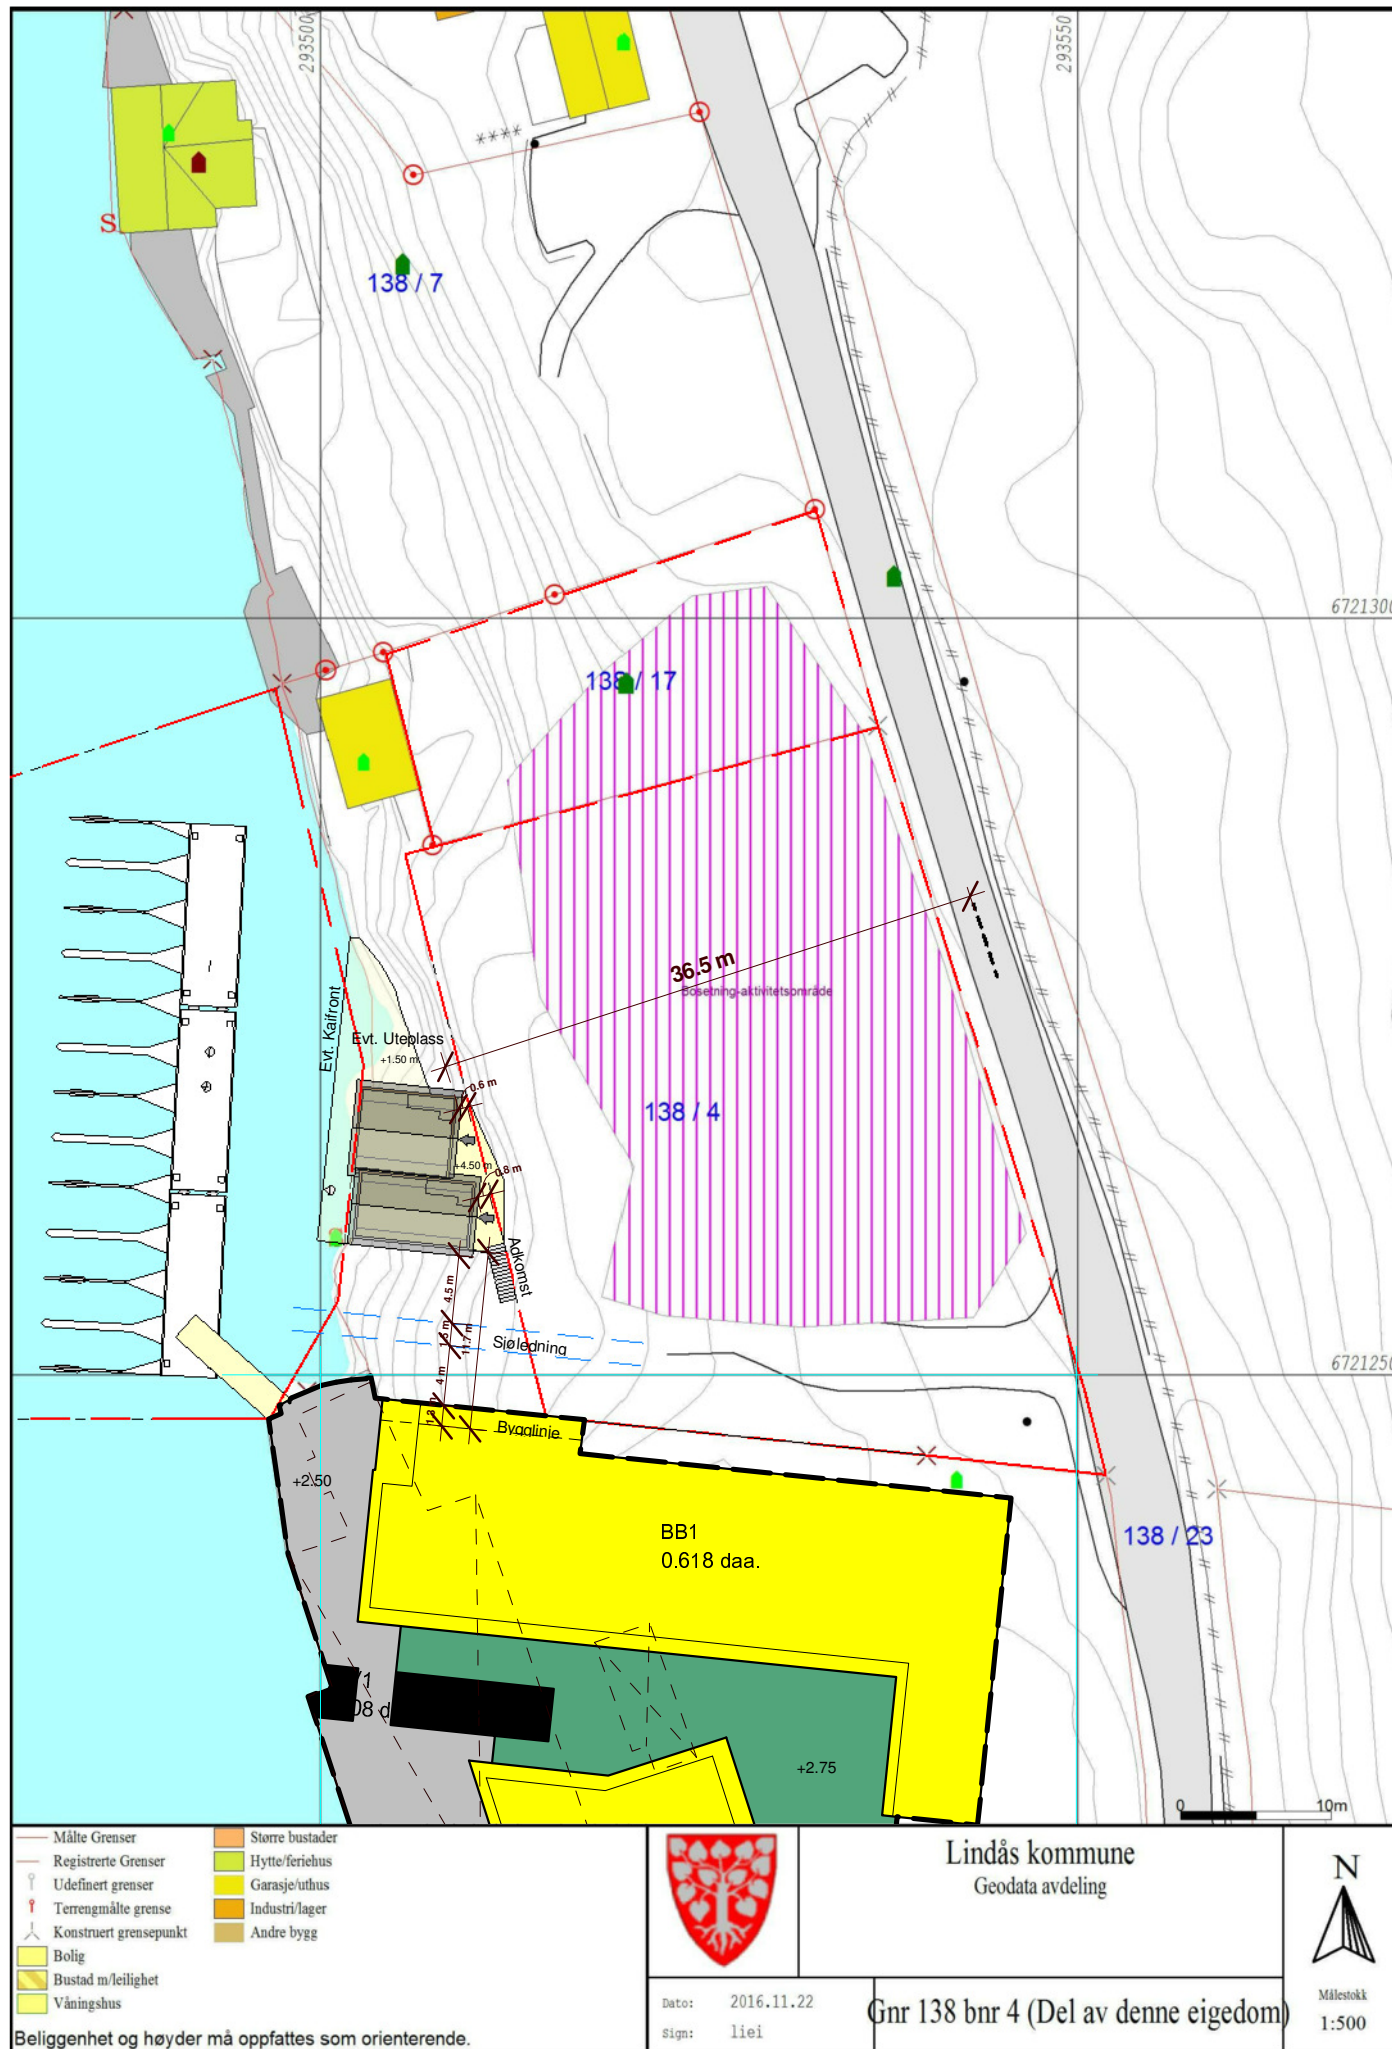 293500
293550
S
138 / 7
6721300
138 / 17
36.5 m
Bosetning-aktivitetsområde
Evt. Kaifront
Evt. Uteplass
+1.50 m
0.6 m
138 / 4
+4.50 m
0.8 m
Adkomst
4.5 m
11.7 m
Sjøledning
4 m
6721250
Bygglinje
+2.50
BB1
0.618 daa.
138 / 23
+2.75
0 10m
Målte Grenser
Registrerte Grenser
Udefinert grenser
Terrengmålte grense
Konstruert grensepunkt
Bolig
Bustad m/leilighet
Våningshus
Større bustader
Hytte/feriehus
Garasje/uthus
Industri/lager
Andre bygg
Beliggenhet og høyder må oppfattes som orienterende.
Lindås kommune
Geodata avdeling
Dato: 2016.11.22
Sign: liei
Gnr 138 bnr 4 (Del av denne eigedom)
N
Målestokk
1:500